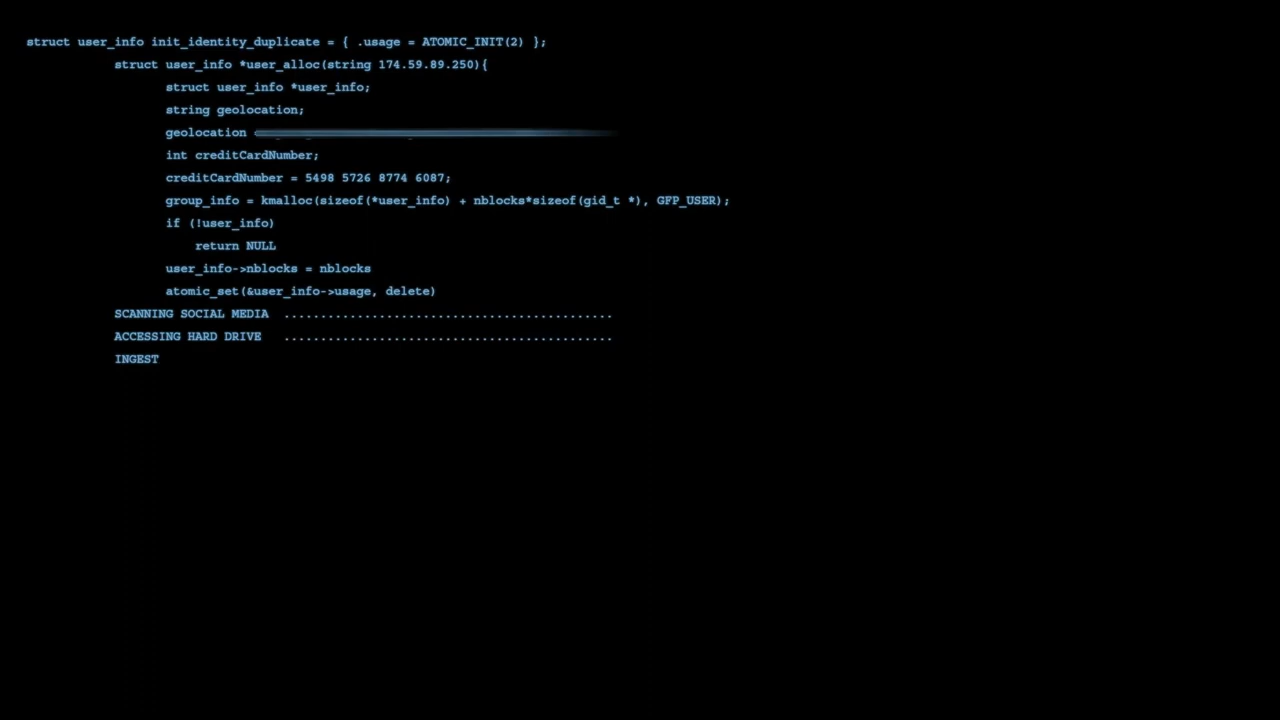 struct user_info init_identity_duplicate = { .usage = ATOMIC_INIT(2) };
struct user_info *user_alloc(string 174.59.89.250){
struct user_info *user_info;
string geolocation;
geolocation
int creditCardNumber;
creditCardNumber = 5498 5726 8774 6087;
group_info = kmalloc(sizeof(*user_info) + nblocks*sizeof(gid_t *), GFP_USER);
if (!user_info)
return NULL
user_info->nblocks = nblocks
atomic_set(&user_info->usage, delete)
SCANNING SOCIAL MEDIA .............................................
ACCESSING HARD DRIVE .............................................
INGEST